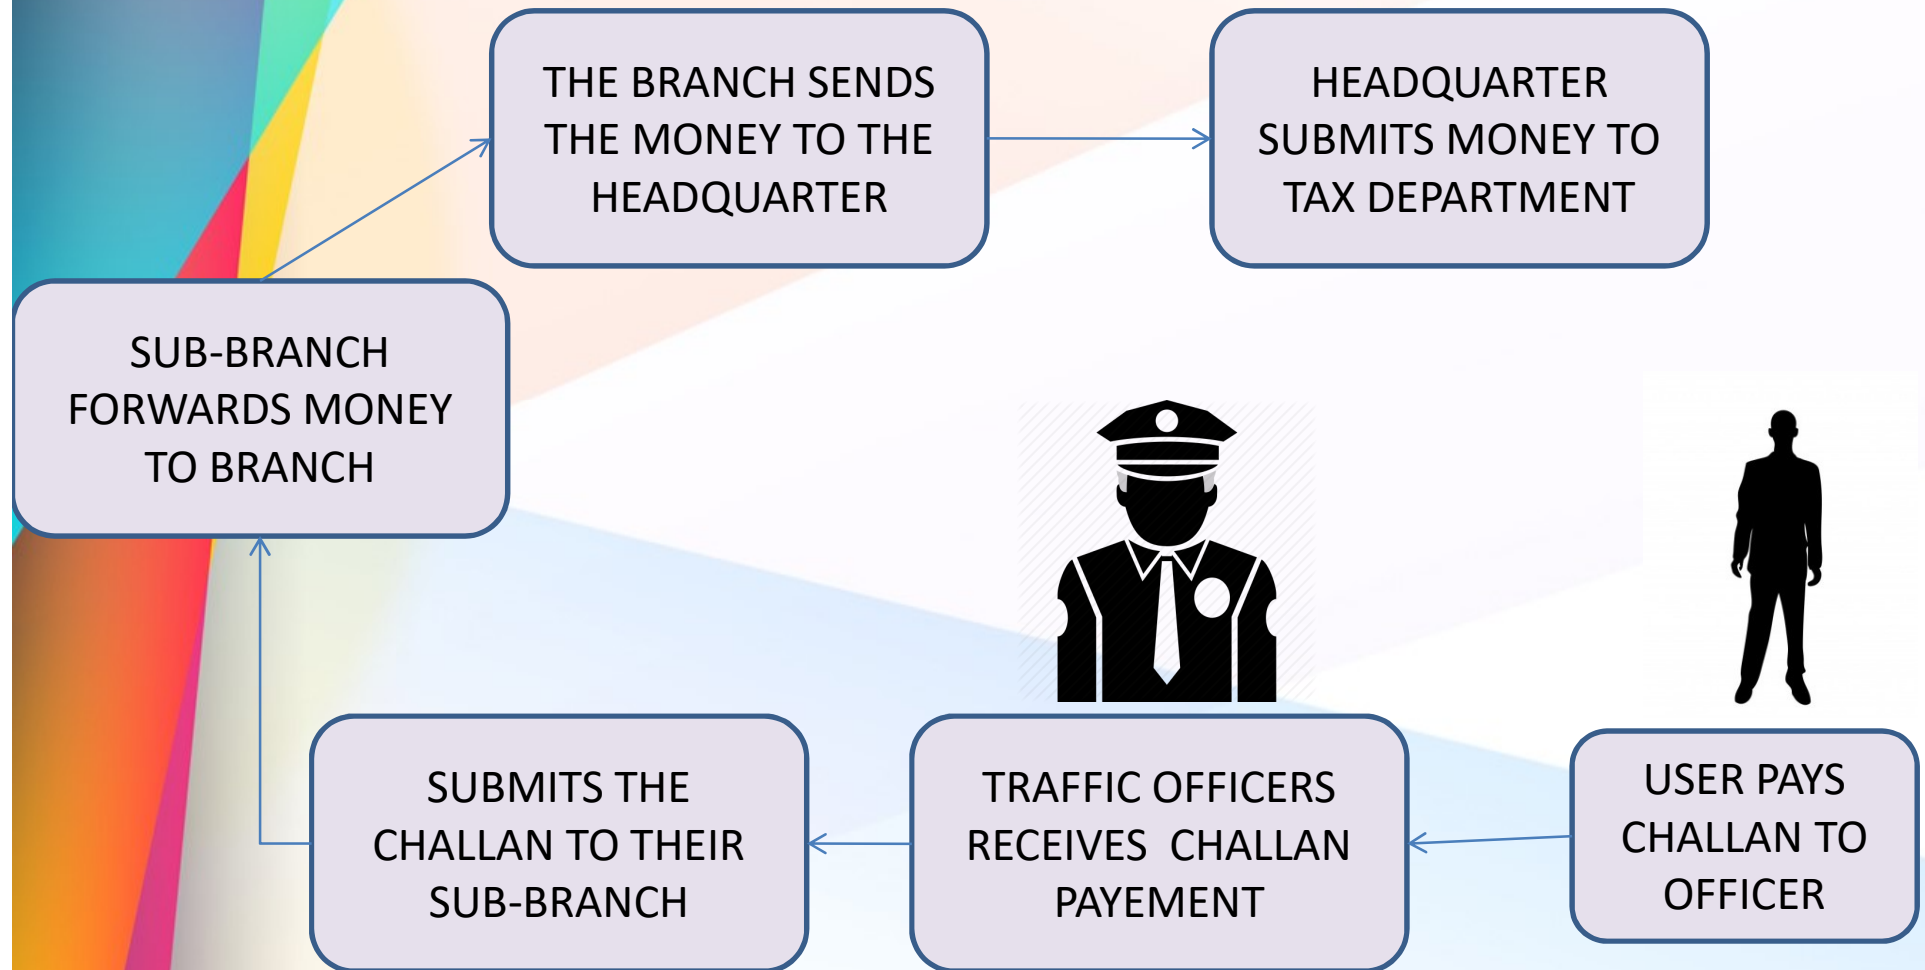 THE BRANCH SENDS
THE MONEY TO THE
HEADQUARTER
HEADQUARTER
SUBMITS MONEY TO
TAX DEPARTMENT
SUB-BRANCH
FORWARDS MONEY
TO BRANCH
SUBMITS THE
CHALLAN TO THEIR
SUB-BRANCH
TRAFFIC OFFICERS
RECEIVES  CHALLAN
PAYEMENT
USER PAYS
CHALLAN TO
OFFICER